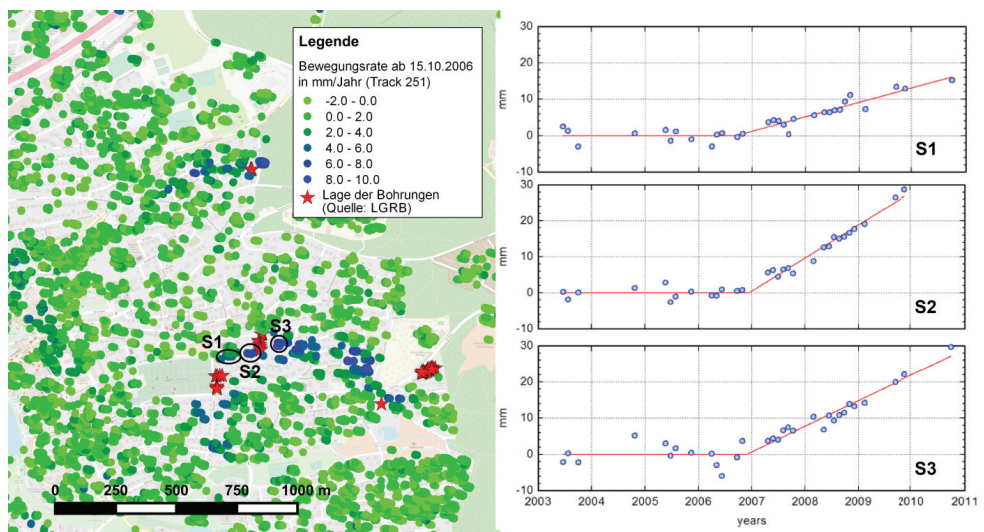 Legende
Bewegungsrate ab 15.10.2006
in mm/Jahr (Track 251)
-2.0 - 0.0
0.0 - 2.0
2.0 - 4.0
4.0 - 6.0
6.0 - 8.0
8.0 - 10.0
Lage der Bohrungen
(Quelle: LGRB)
S1
S3
S2
0 250 500 750 1000 m
30
20
10
0
-10
mm
S1
30
20
10
0
-10
mm
S2
30
20
10
0
-10
mm
S3
2003 2004 2005 2006 2007 2008 2009 2010 2011
years